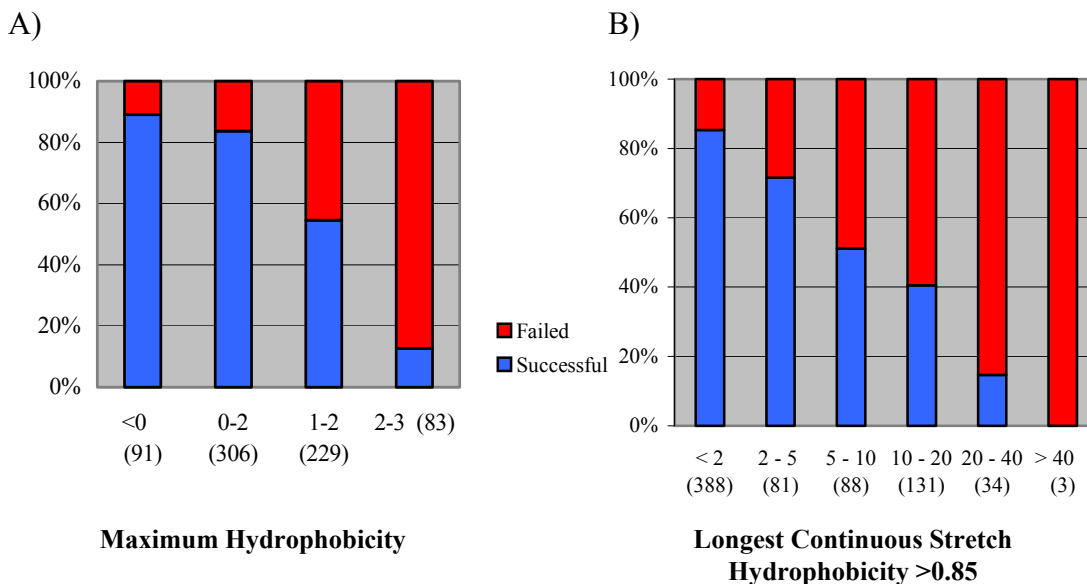 A)
100%
80%
60%
40%
20%
0%
<0 0-2 1-2 2-3 (83)
(91) (306) (229)
Maximum Hydrophobicity
Failed
Successful
B)
100%
80%
60%
40%
20%
0%
< 2 2 - 5 5 - 10 10 - 20 20 - 40 > 40
(388) (81) (88) (131) (34) (3)
Longest Continuous Stretch
Hydrophobicity >0.85